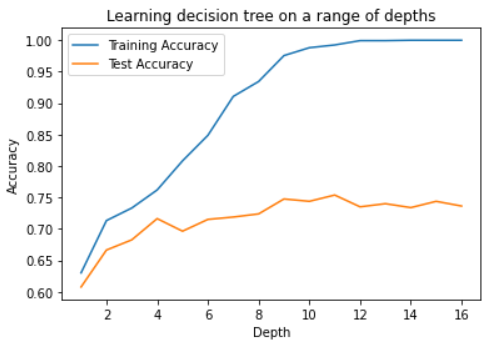 Learning decision tree on a range of depths
Training Accuracy
Test Accuracy
Accuracy
1.00
0.95
0.90
0.85
0.80
0.75
0.70
0.65
0.60
2 4 6 8 10 12 14 16
Depth